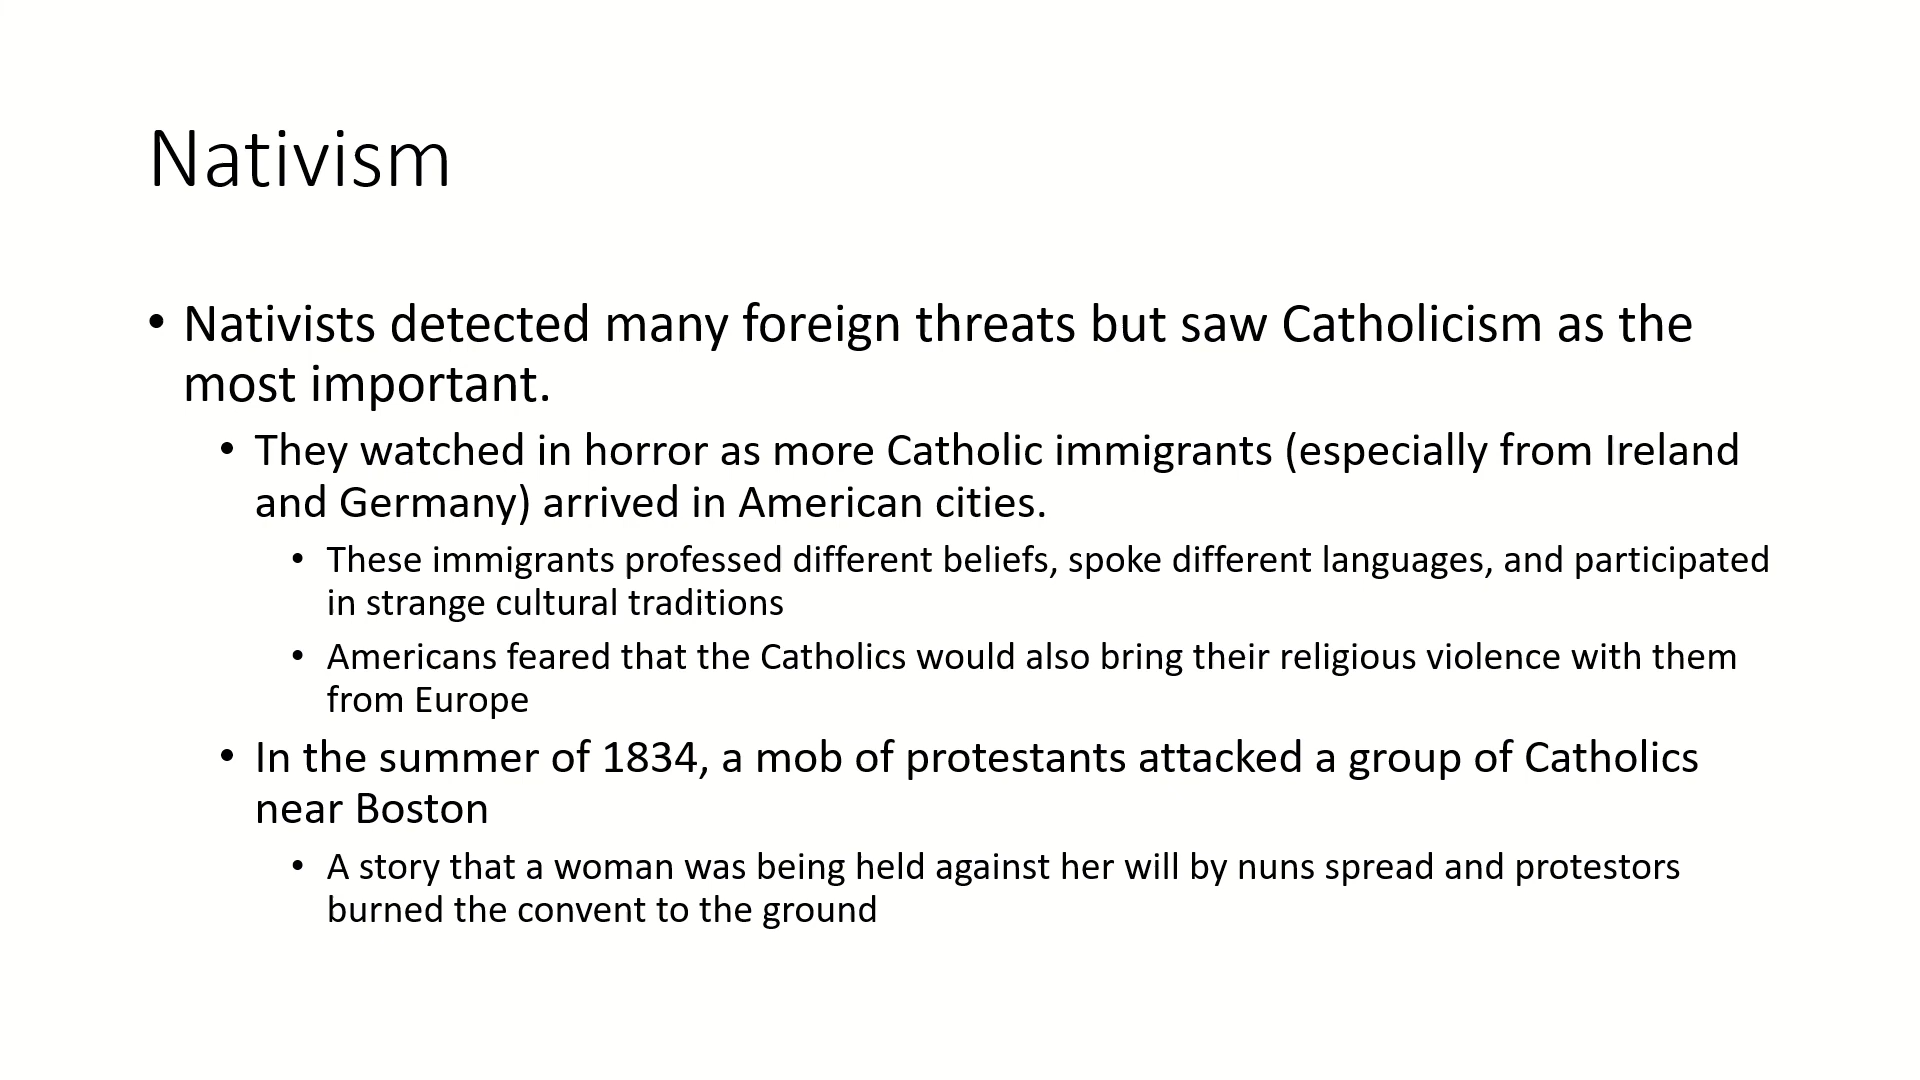 Nativism
• Nativists detected many foreign threats but saw Catholicism as the
most important.
• They watched in horror as more Catholic immigrants (especially from Ireland
and Germany) arrived in American cities.
• These immigrants professed different beliefs, spoke different languages, and participated
in strange cultural traditions
• Americans feared that the Catholics would also bring their religious violence with them
from Europe
• In the summer of 1834, a mob of protestants attacked a group of Catholics
near Boston
• A story that a woman was being held against her will by nuns spread and protestors
burned the convent to the ground